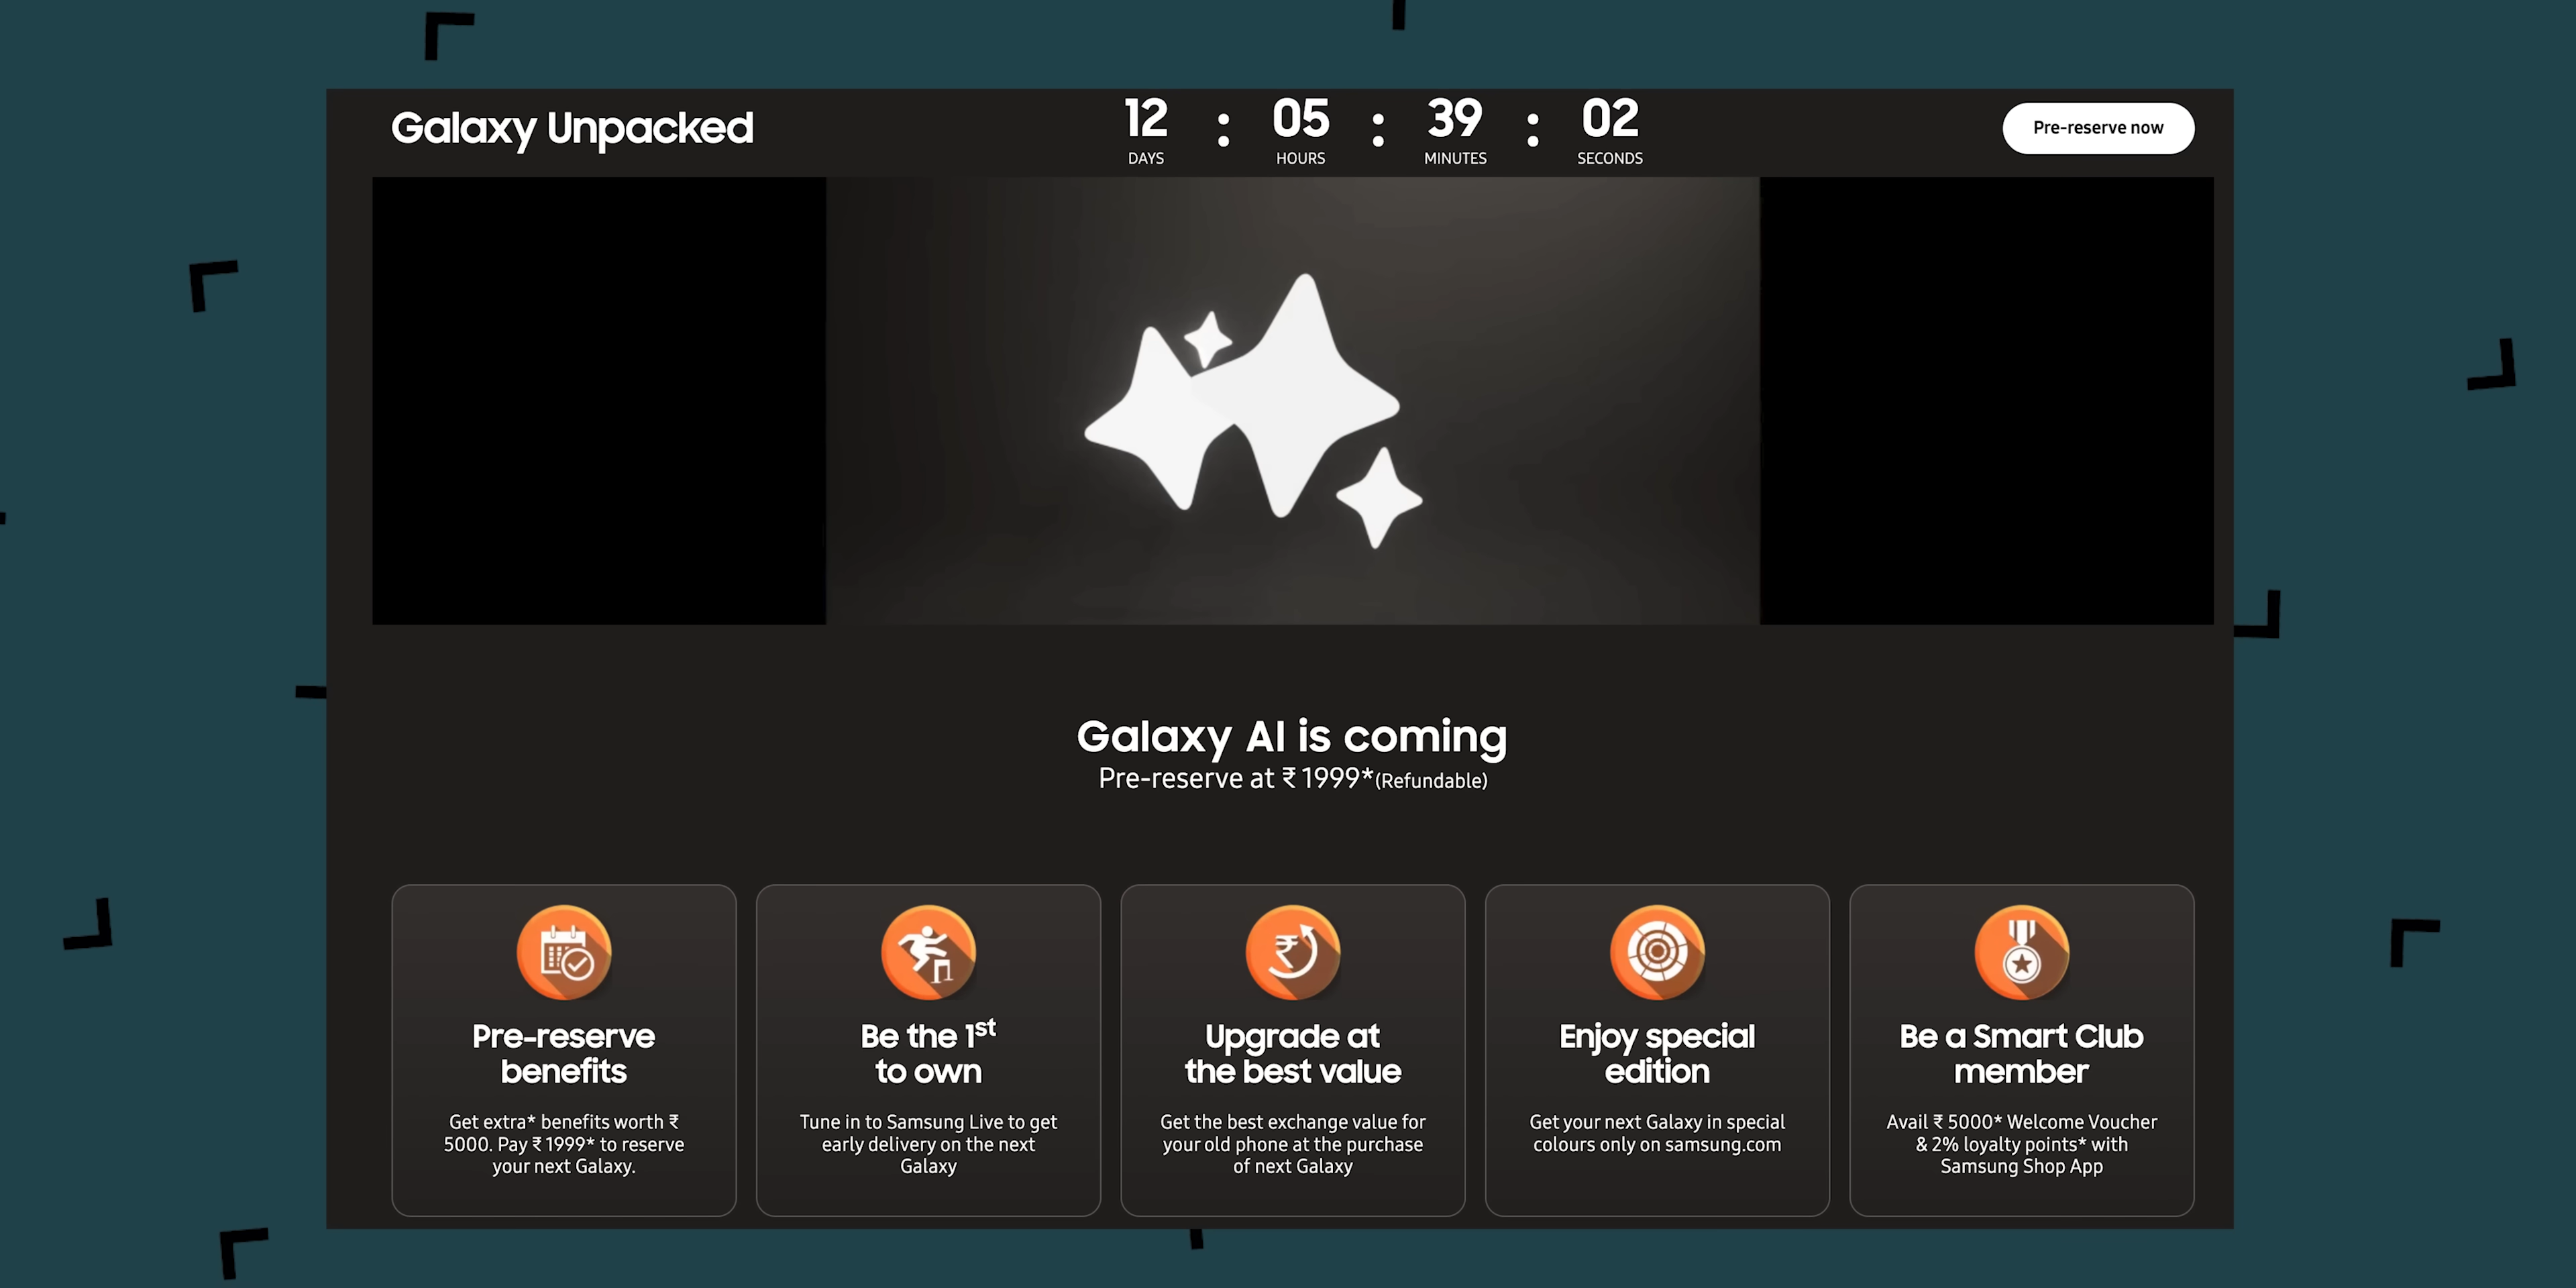 Galaxy Unpacked
12 : 05 : 39 : 02
DAYS HOURS MINUTES SECONDS
Pre-reserve now
Galaxy AI is coming
Pre-reserve at ₹ 1999*(Refundable)
Pre-reserve
benefits
Get extra* benefits worth ₹
5000. Pay ₹ 1999* to reserve
your next Galaxy.
Be the 1st
to own
Tune in to Samsung Live to get
early delivery on the next
Galaxy
Upgrade at
the best value
Get the best exchange value for
your old phone at the purchase
of next Galaxy
Enjoy special
edition
Get your next Galaxy in special
colours only on samsung.com
Be a Smart Club
member
Avail ₹ 5000* Welcome Voucher
& 2% loyalty points* with
Samsung Shop App